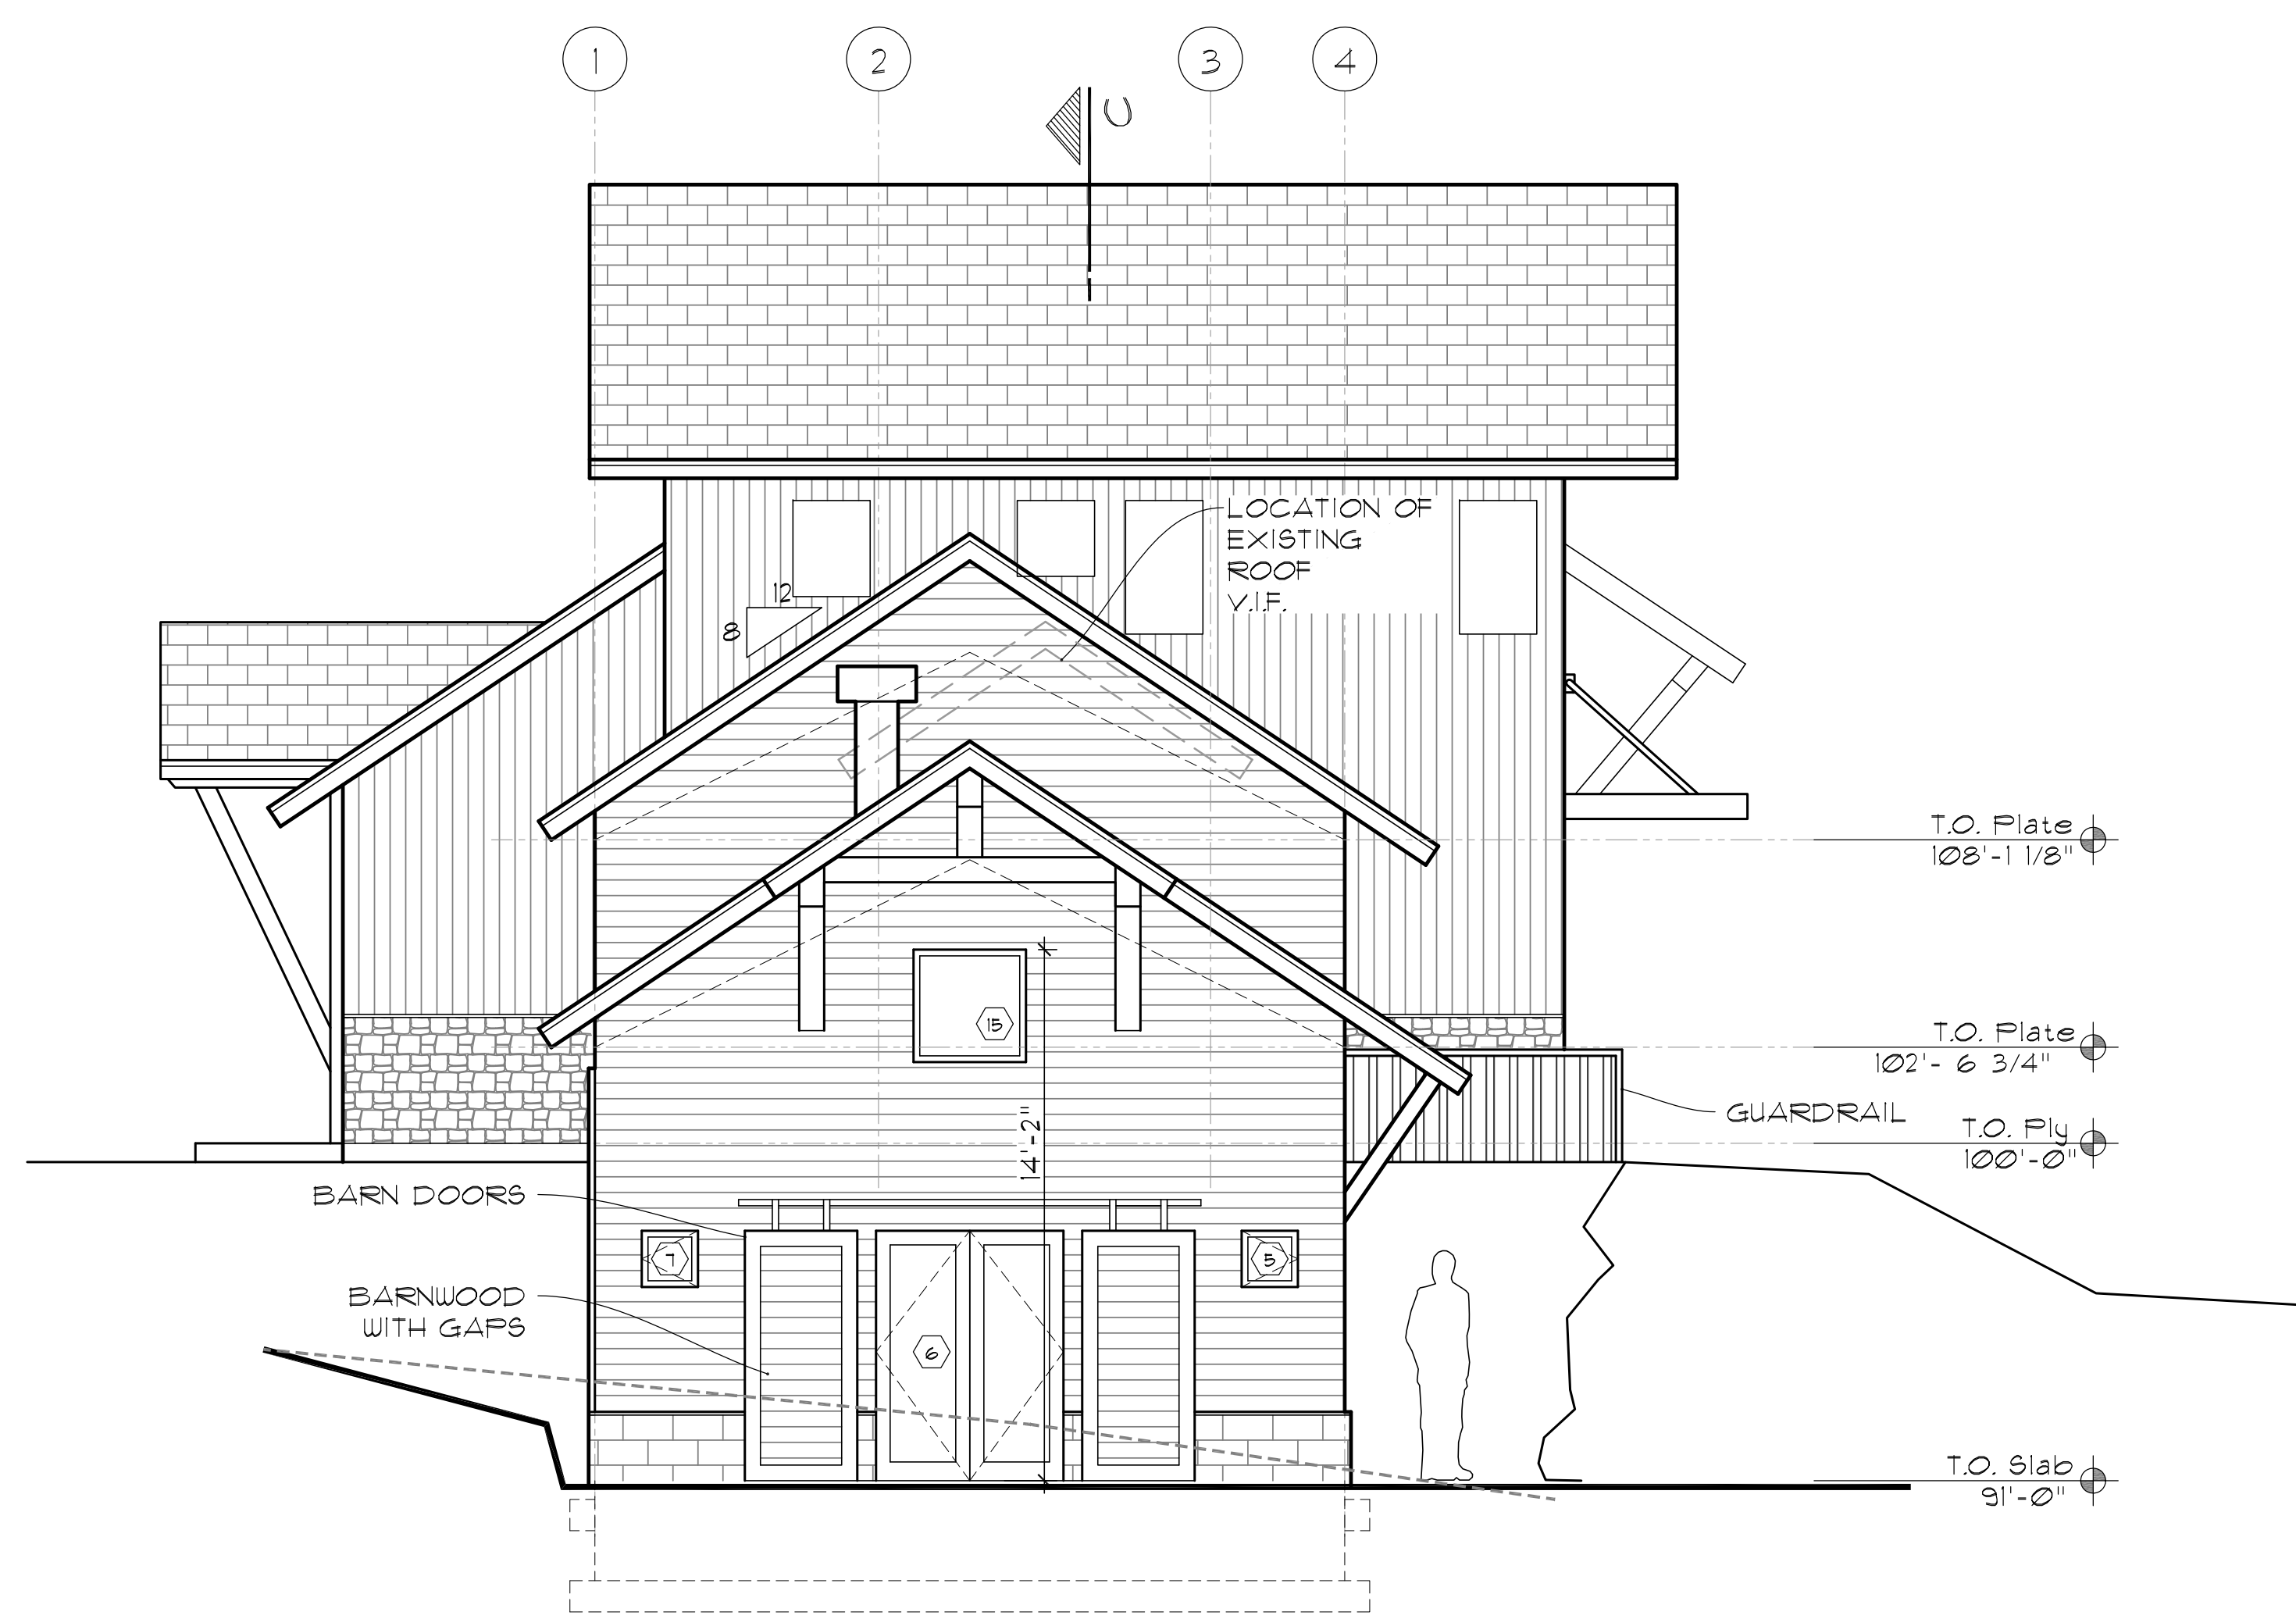 1
2
3
4
C
LOCATION OF
EXISTING
ROOF
V.I.F.
12
8
T.O. Plate
108'-1 1/8"
15
T.O. Plate
102'- 6 3/4"
GUARDRAIL
T.O. Ply
100'-0"
14'-2"
BARN DOORS
7
5
BARNWOOD
WITH GAPS
6
T.O. Slab
91'-0"